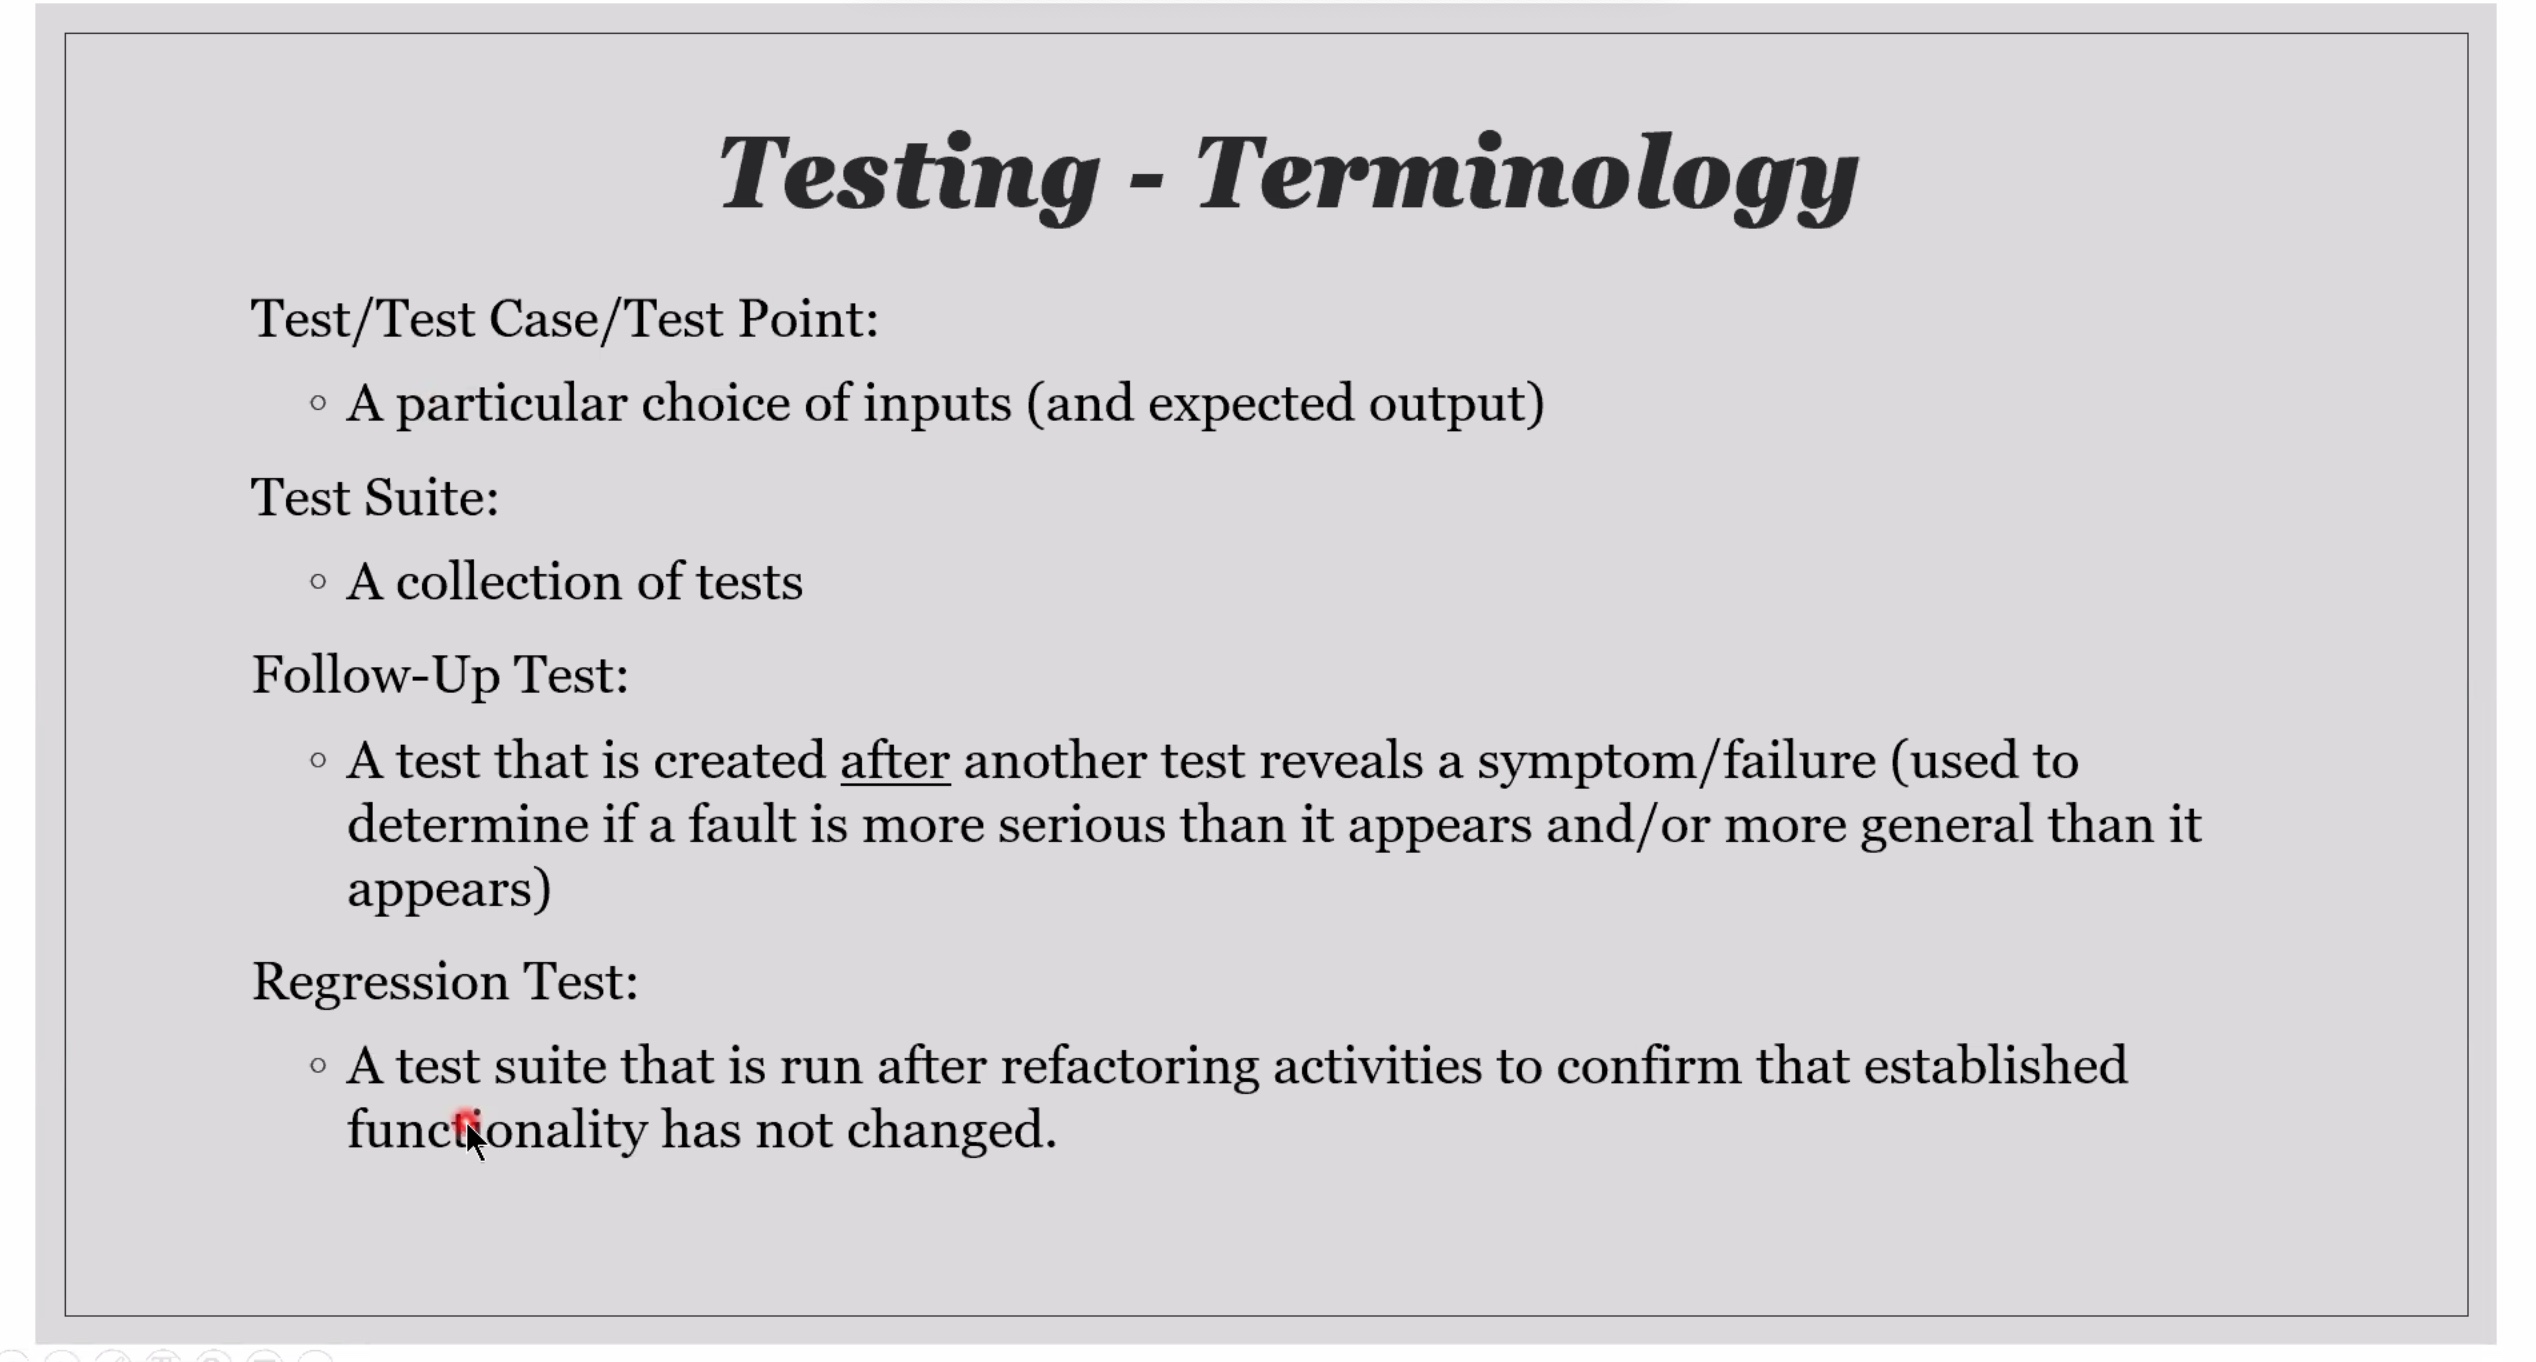 Testing - Terminology
Test/Test Case/Test Point:
◦ A particular choice of inputs (and expected output)
Test Suite:
◦ A collection of tests
Follow-Up Test:
◦ A test that is created after another test reveals a symptom/failure (used to
determine if a fault is more serious than it appears and/or more general than it
appears)
Regression Test:
◦ A test suite that is run after refactoring activities to confirm that established
functionality has not changed.